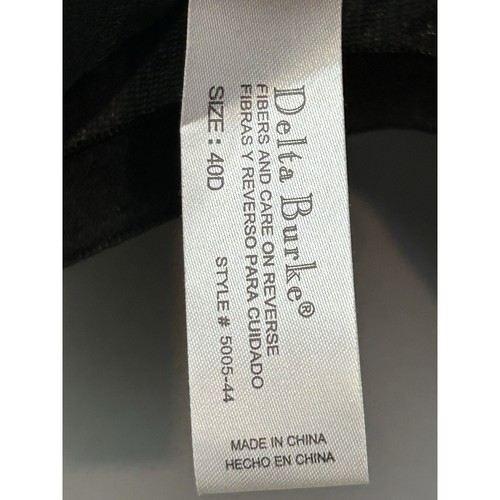 Delta Burke®
FIBERS AND CARE ON REVERSE
FIBRAS Y REVERSO PARA CUIDADO
SIZE: 40D STYLE # 5005-44
MADE IN CHINA
HECHO EN CHINA